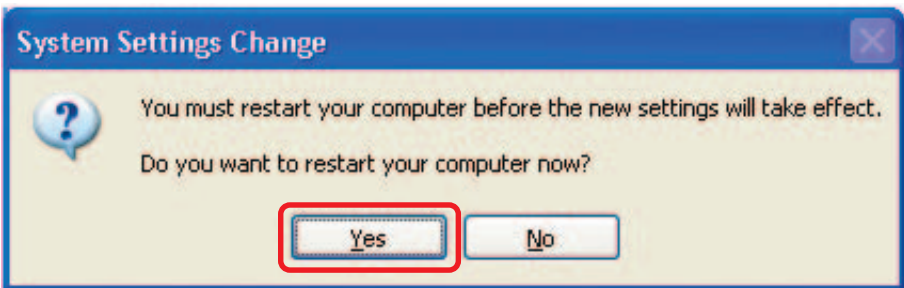 System Settings Change
You must restart your computer before the new settings will take effect.
Do you want to restart your computer now?
Yes No